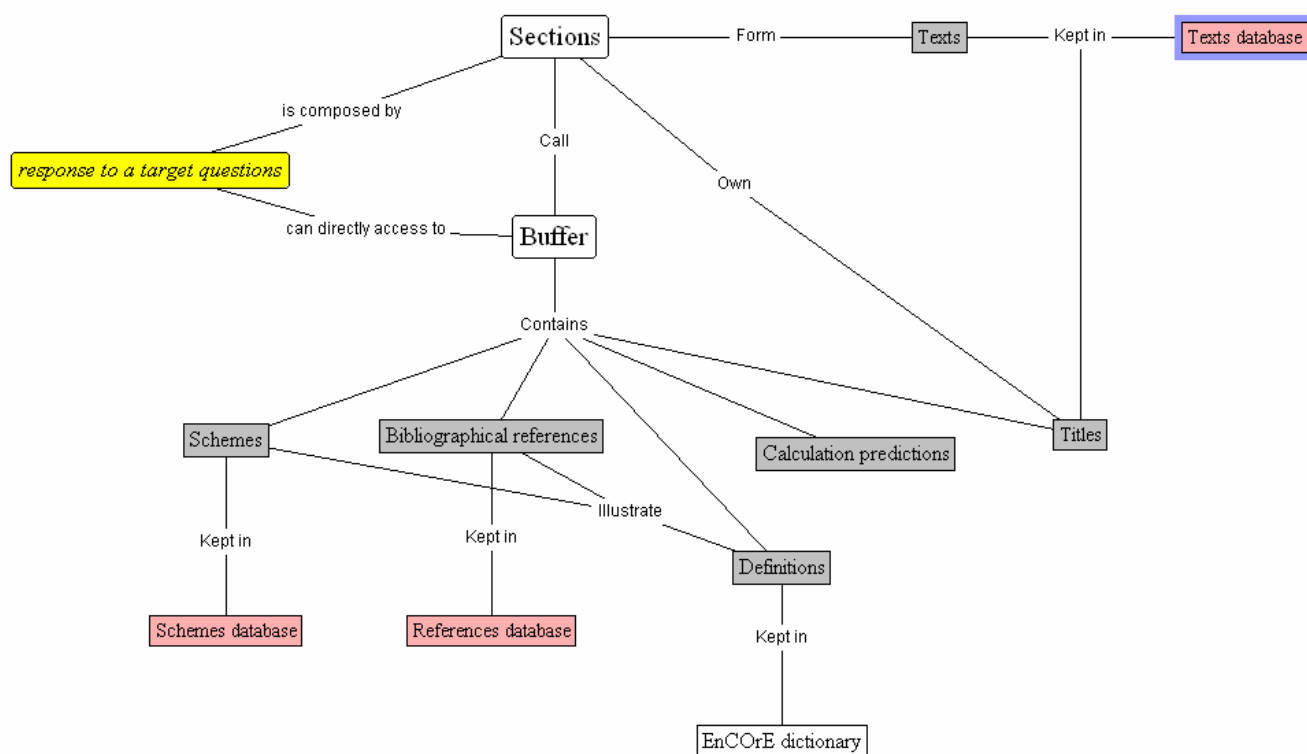 Sections
Form
Texts
Kept in
Texts database
is composed by
Call
response to a target questions
Own
can directly access to
Buffer
Contains
Schemes
Bibliographical references
Calculation predictions
Titles
Illustrate
Kept in
Kept in
Definitions
Schemes database
References database
Kept in
EnCOrE dictionary